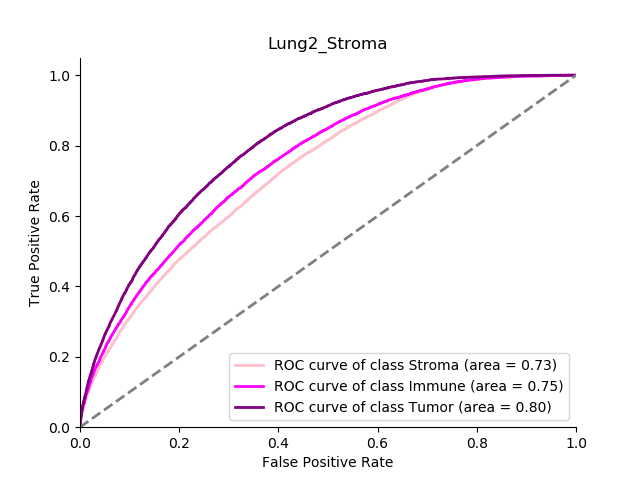 Lung2_Stroma
True Positive Rate
1.0
0.8
0.6
0.4
0.2
0.0
0.0 0.2 0.4 0.6 0.8 1.0
False Positive Rate
ROC curve of class Stroma (area = 0.73)
ROC curve of class Immune (area = 0.75)
ROC curve of class Tumor (area = 0.80)